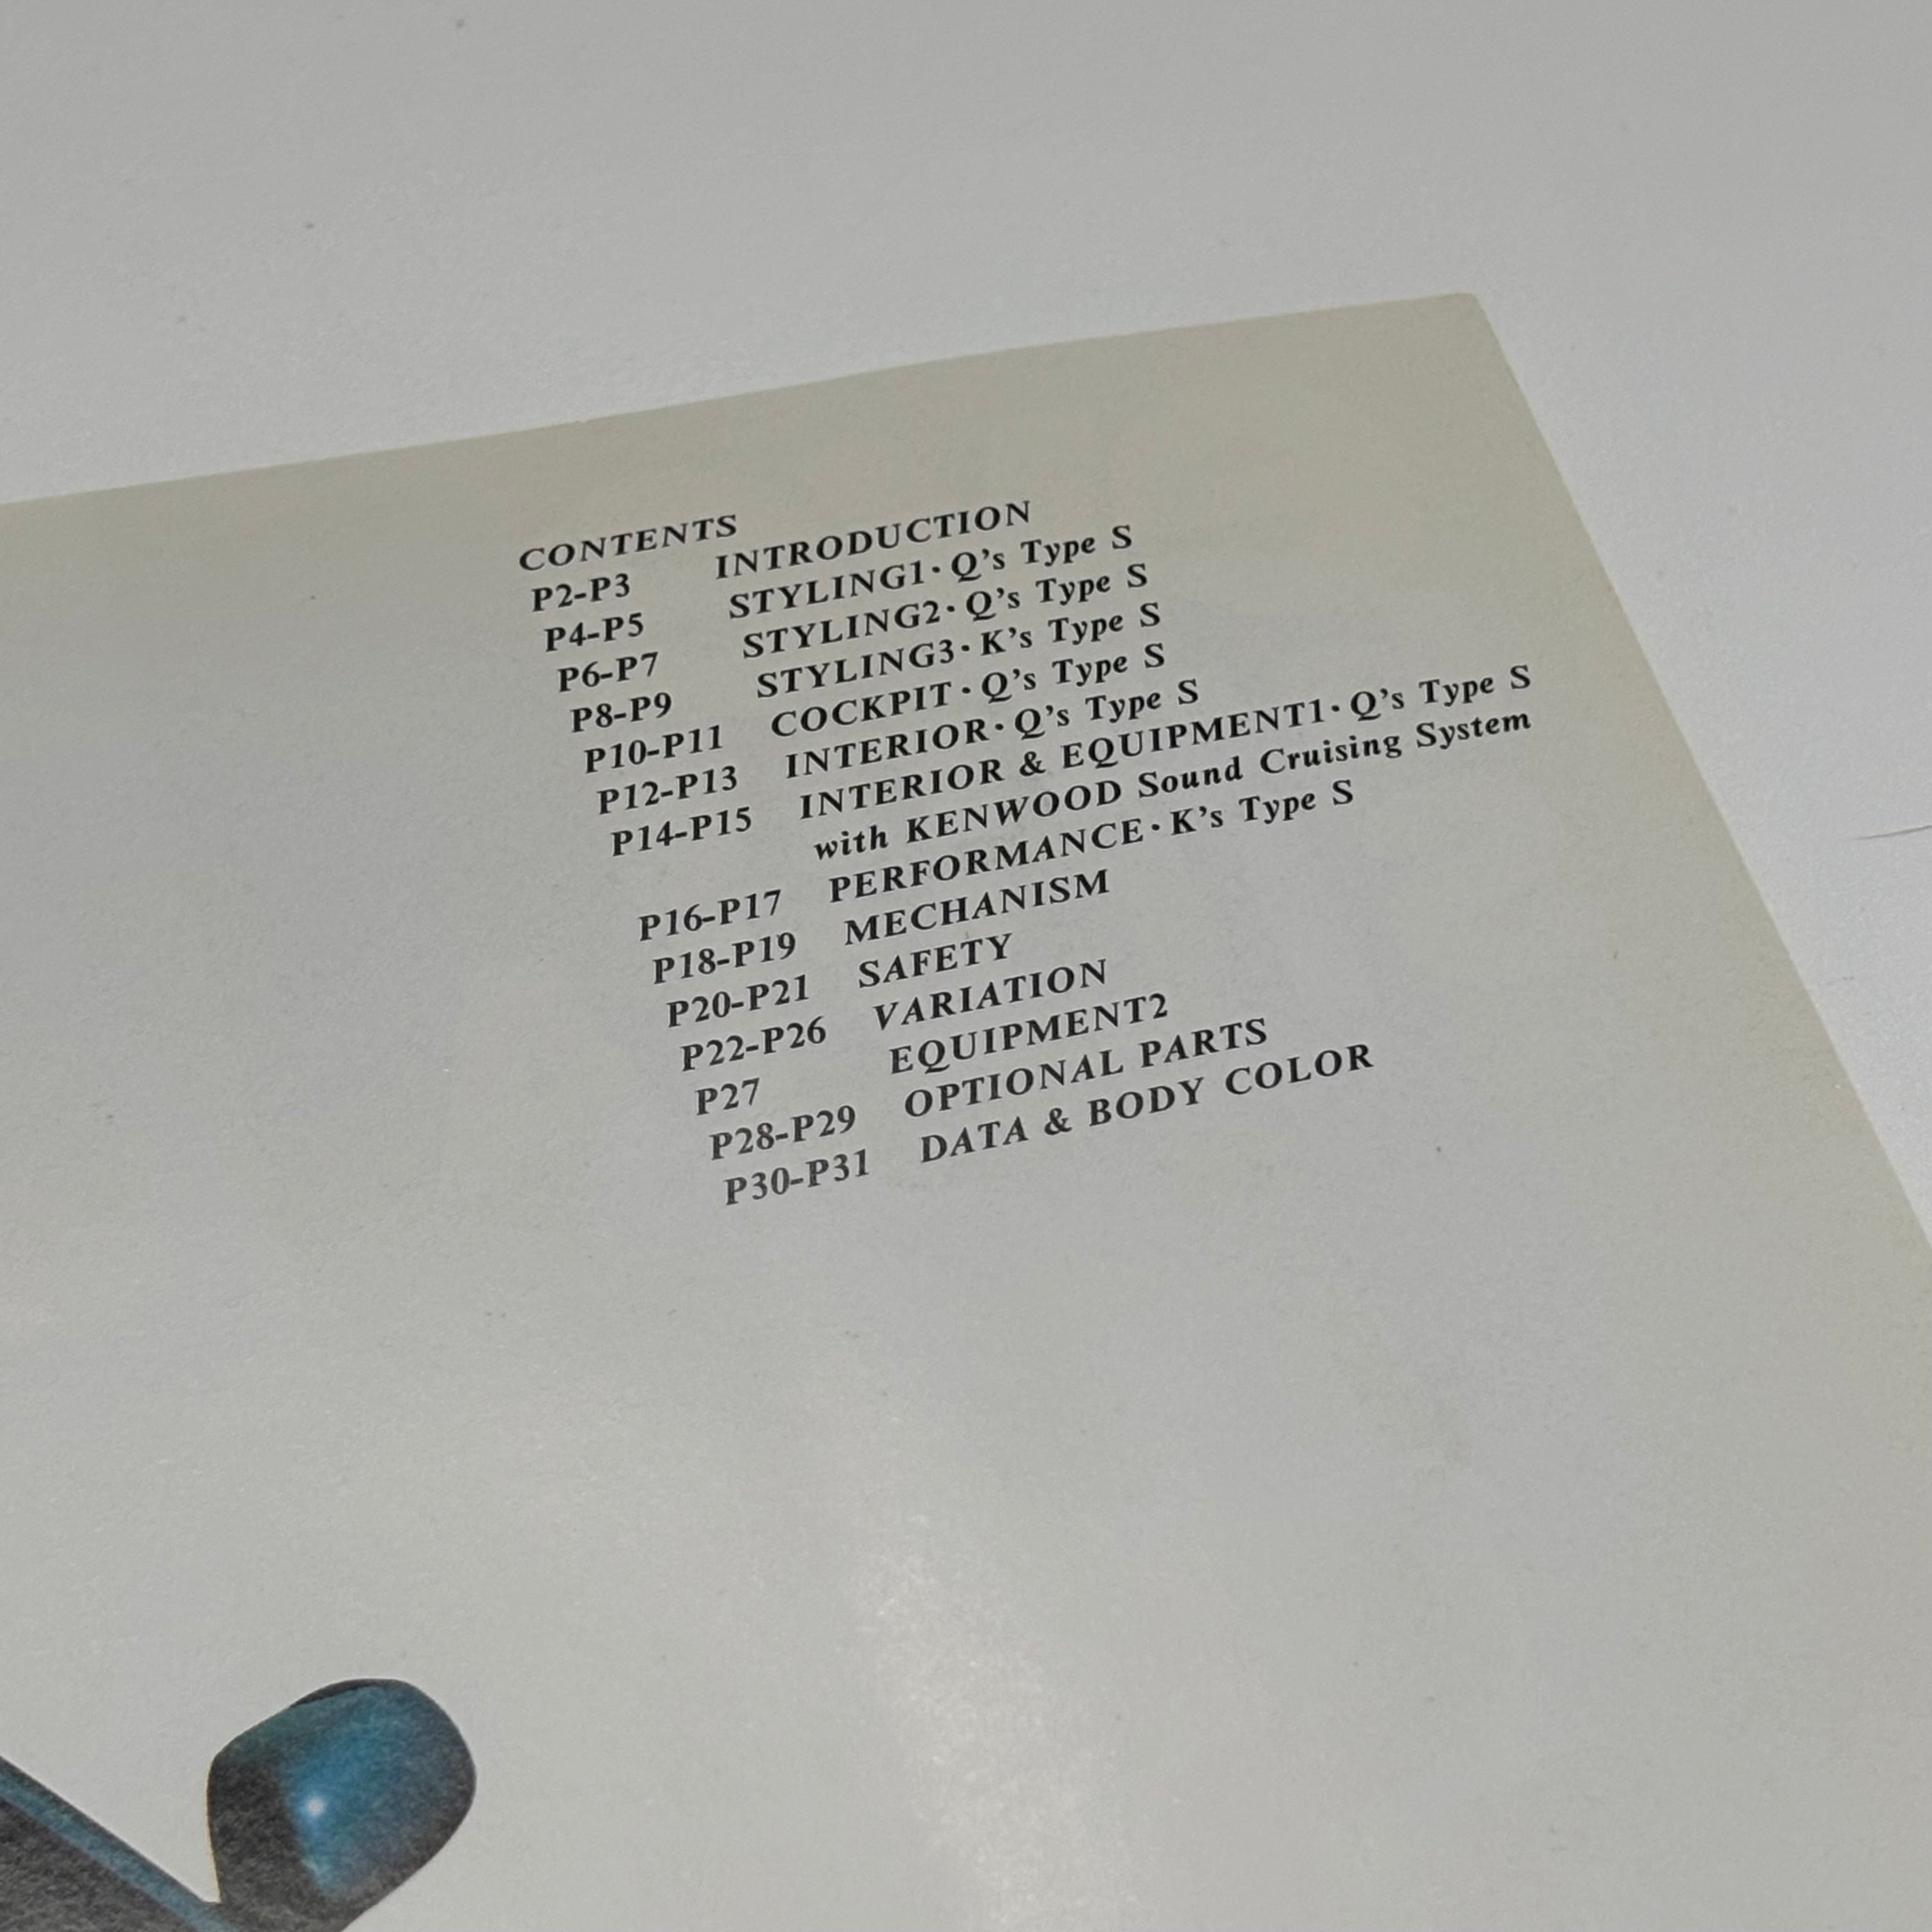 CONTENTS
P2-P3 INTRODUCTION
P4-P5 STYLING1·Q's Type S
P6-P7 STYLING2·Q's Type S
P8-P9 STYLING3·K's Type S
P10-P11 COCKPIT·Q's Type S
P12-P13 INTERIOR·Q's Type S
P14-P15 INTERIOR & EQUIPMENT1·Q's Type S
with KENWOOD Sound Cruising System
P16-P17 PERFORMANCE·K's Type S
P18-P19 MECHANISM
P20-P21 SAFETY
P22-P26 VARIATION
P27 EQUIPMENT2
P28-P29 OPTIONAL PARTS
P30-P31 DATA & BODY COLOR